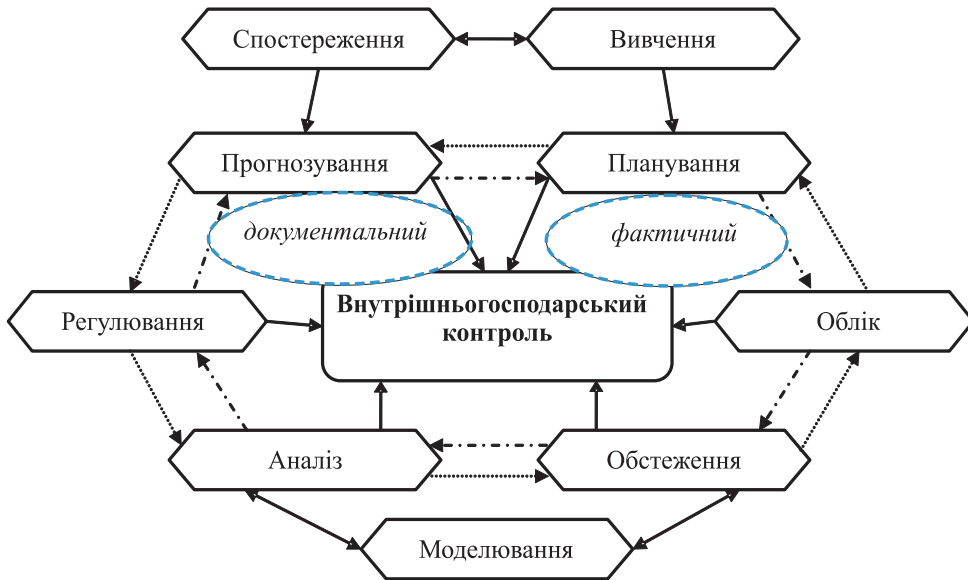 Спостереження
Вивчення
Прогнозування
Планування
документальний
фактичний
Внутрішньогосподарський
контроль
Регулювання
Облік
Аналіз
Обстеження
Моделювання